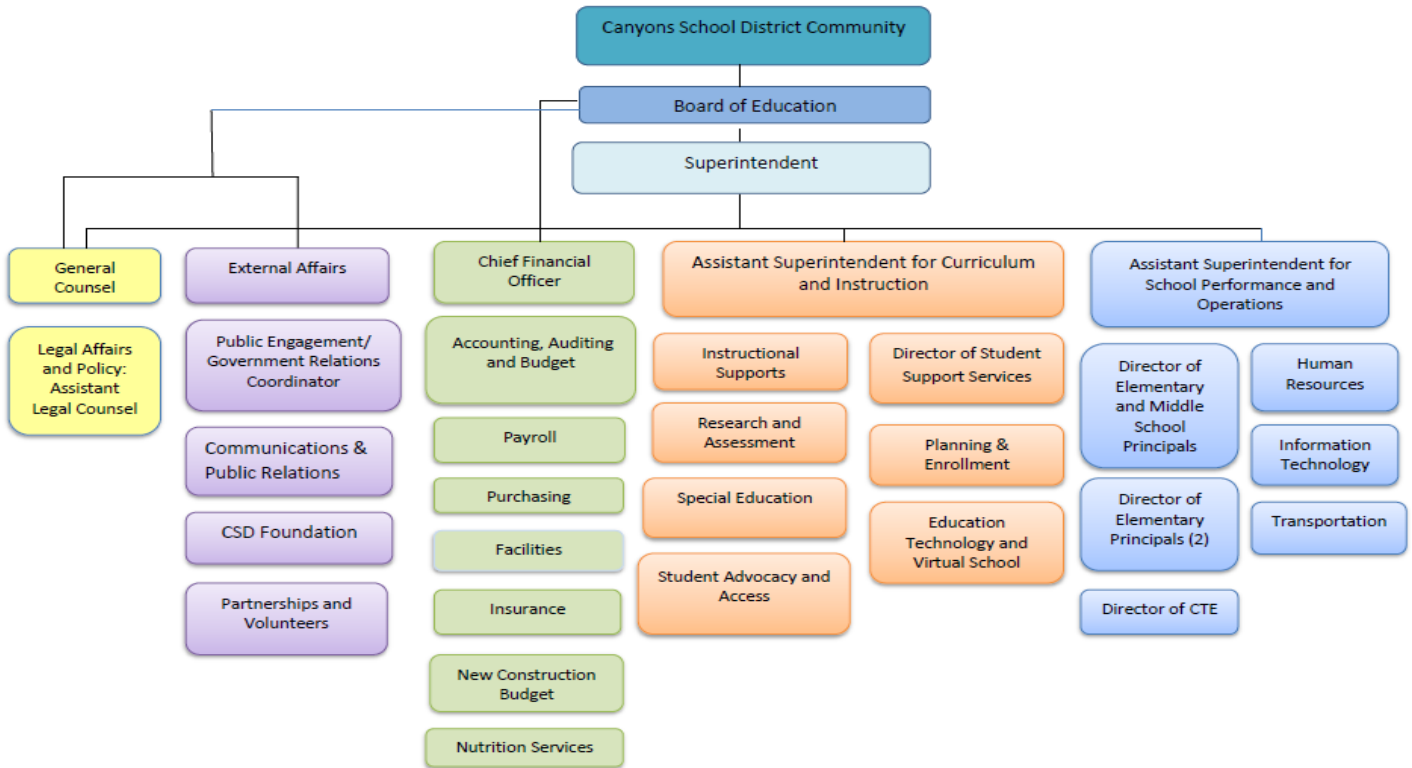 Canyons School District Community
Board of Education
Superintendent
General
Counsel
Legal Affairs
and Policy:
Assistant
Legal Counsel
External Affairs
Public Engagement/
Government Relations
Coordinator
Communications &
Public Relations
CSD Foundation
Partnerships and
Volunteers
Chief Financial
Officer
Accounting, Auditing
and Budget
Payroll
Purchasing
Facilities
Insurance
New Construction
Budget
Nutrition Services
Assistant Superintendent for Curriculum
and Instruction
Instructional
Supports
Research and
Assessment
Special Education
Student Advocacy and
Access
Director of Student
Support Services
Planning &
Enrollment
Education
Technology and
Virtual School
Assistant Superintendent for
School Performance and
Operations
Director of
Elementary
and Middle
School
Principals
Director of
Elementary
Principals (2)
Director of CTE
Human
Resources
Information
Technology
Transportation